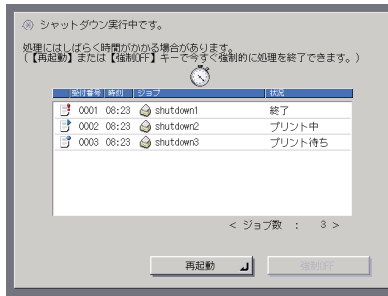 シャットダウン実行中です。
処理にはしばらく時間がかかる場合があります。
(【再起動】または【強制OFF】キーで今すぐ強制的に処理を終了できます。)
受付番号 時刻 ジョブ 状況
0001 08:23 shutdown1 終了
0002 08:23 shutdown2 プリント中
0003 08:23 shutdown3 プリント待ち
< ジョブ数 : 3 >
再起動 強制OFF